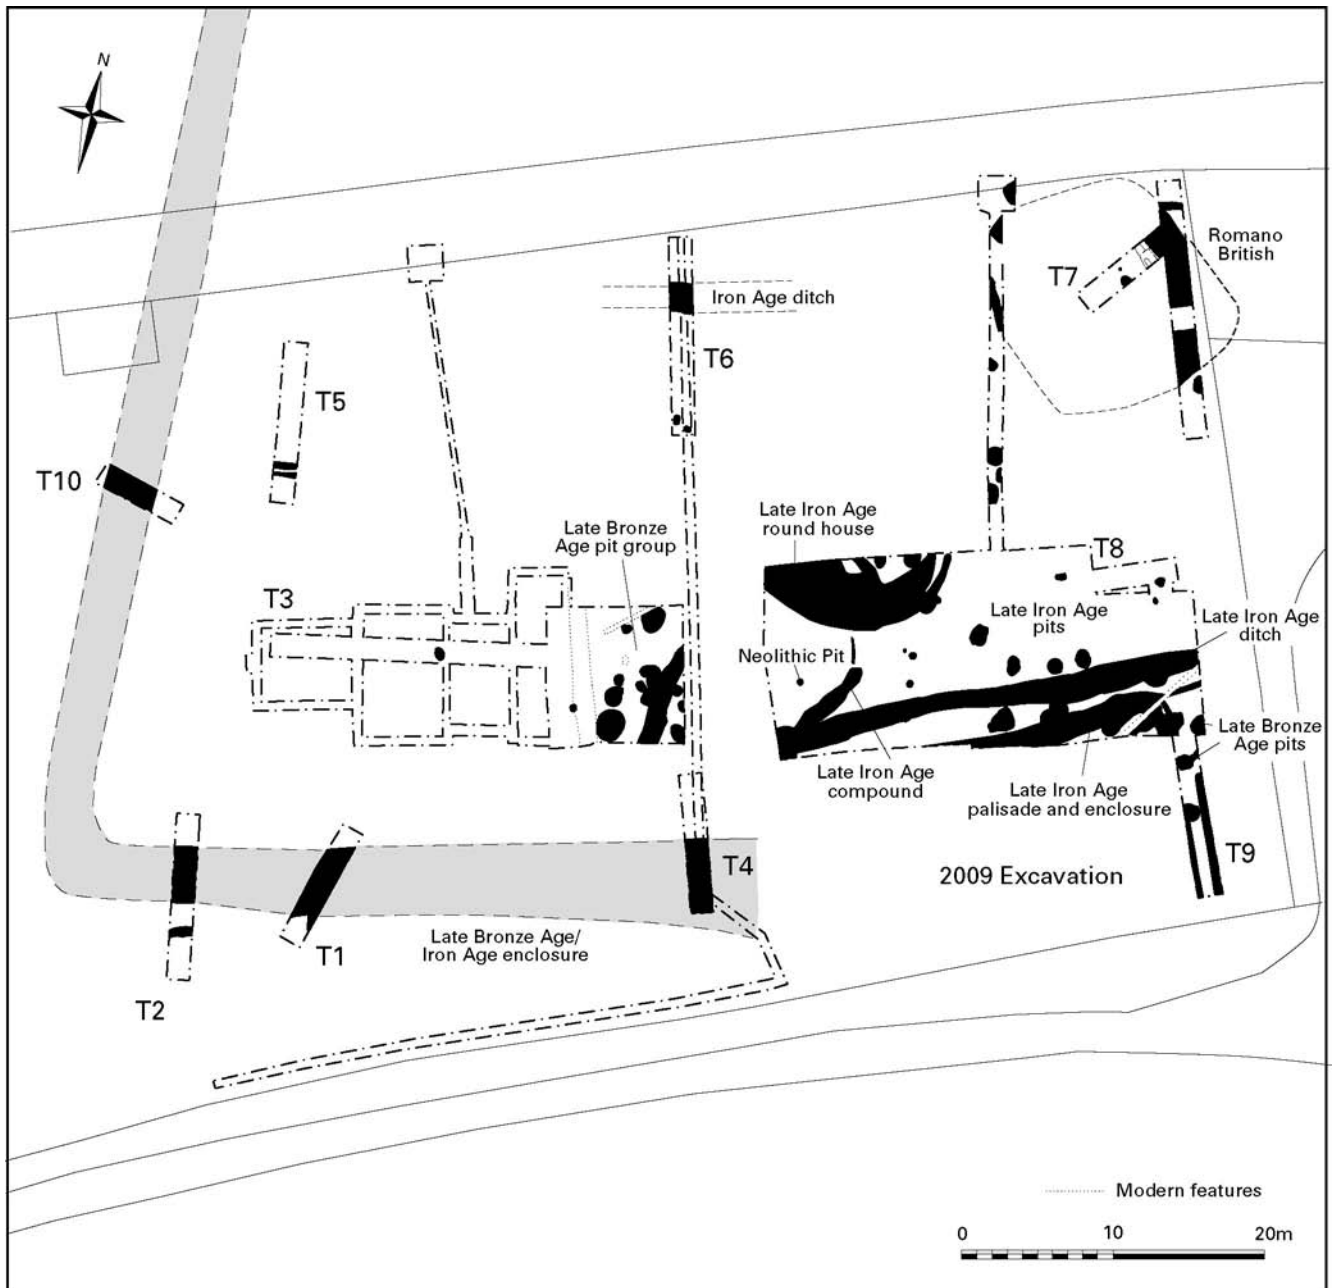 N
Romano
British
T7
Iron Age ditch
T6
T5
T10
Late Iron Age
round house
Late Bronze
Age pit group
T8
T3
Late Iron Age
pits
Late Iron Age
ditch
Neolithic Pit
Late Bronze
Age pits
Late Iron Age
compound
Late Iron Age
palisade and enclosure
T9
T4
2009 Excavation
Late Bronze Age/
Iron Age enclosure
T1
T2
Modern features
0 10 20m